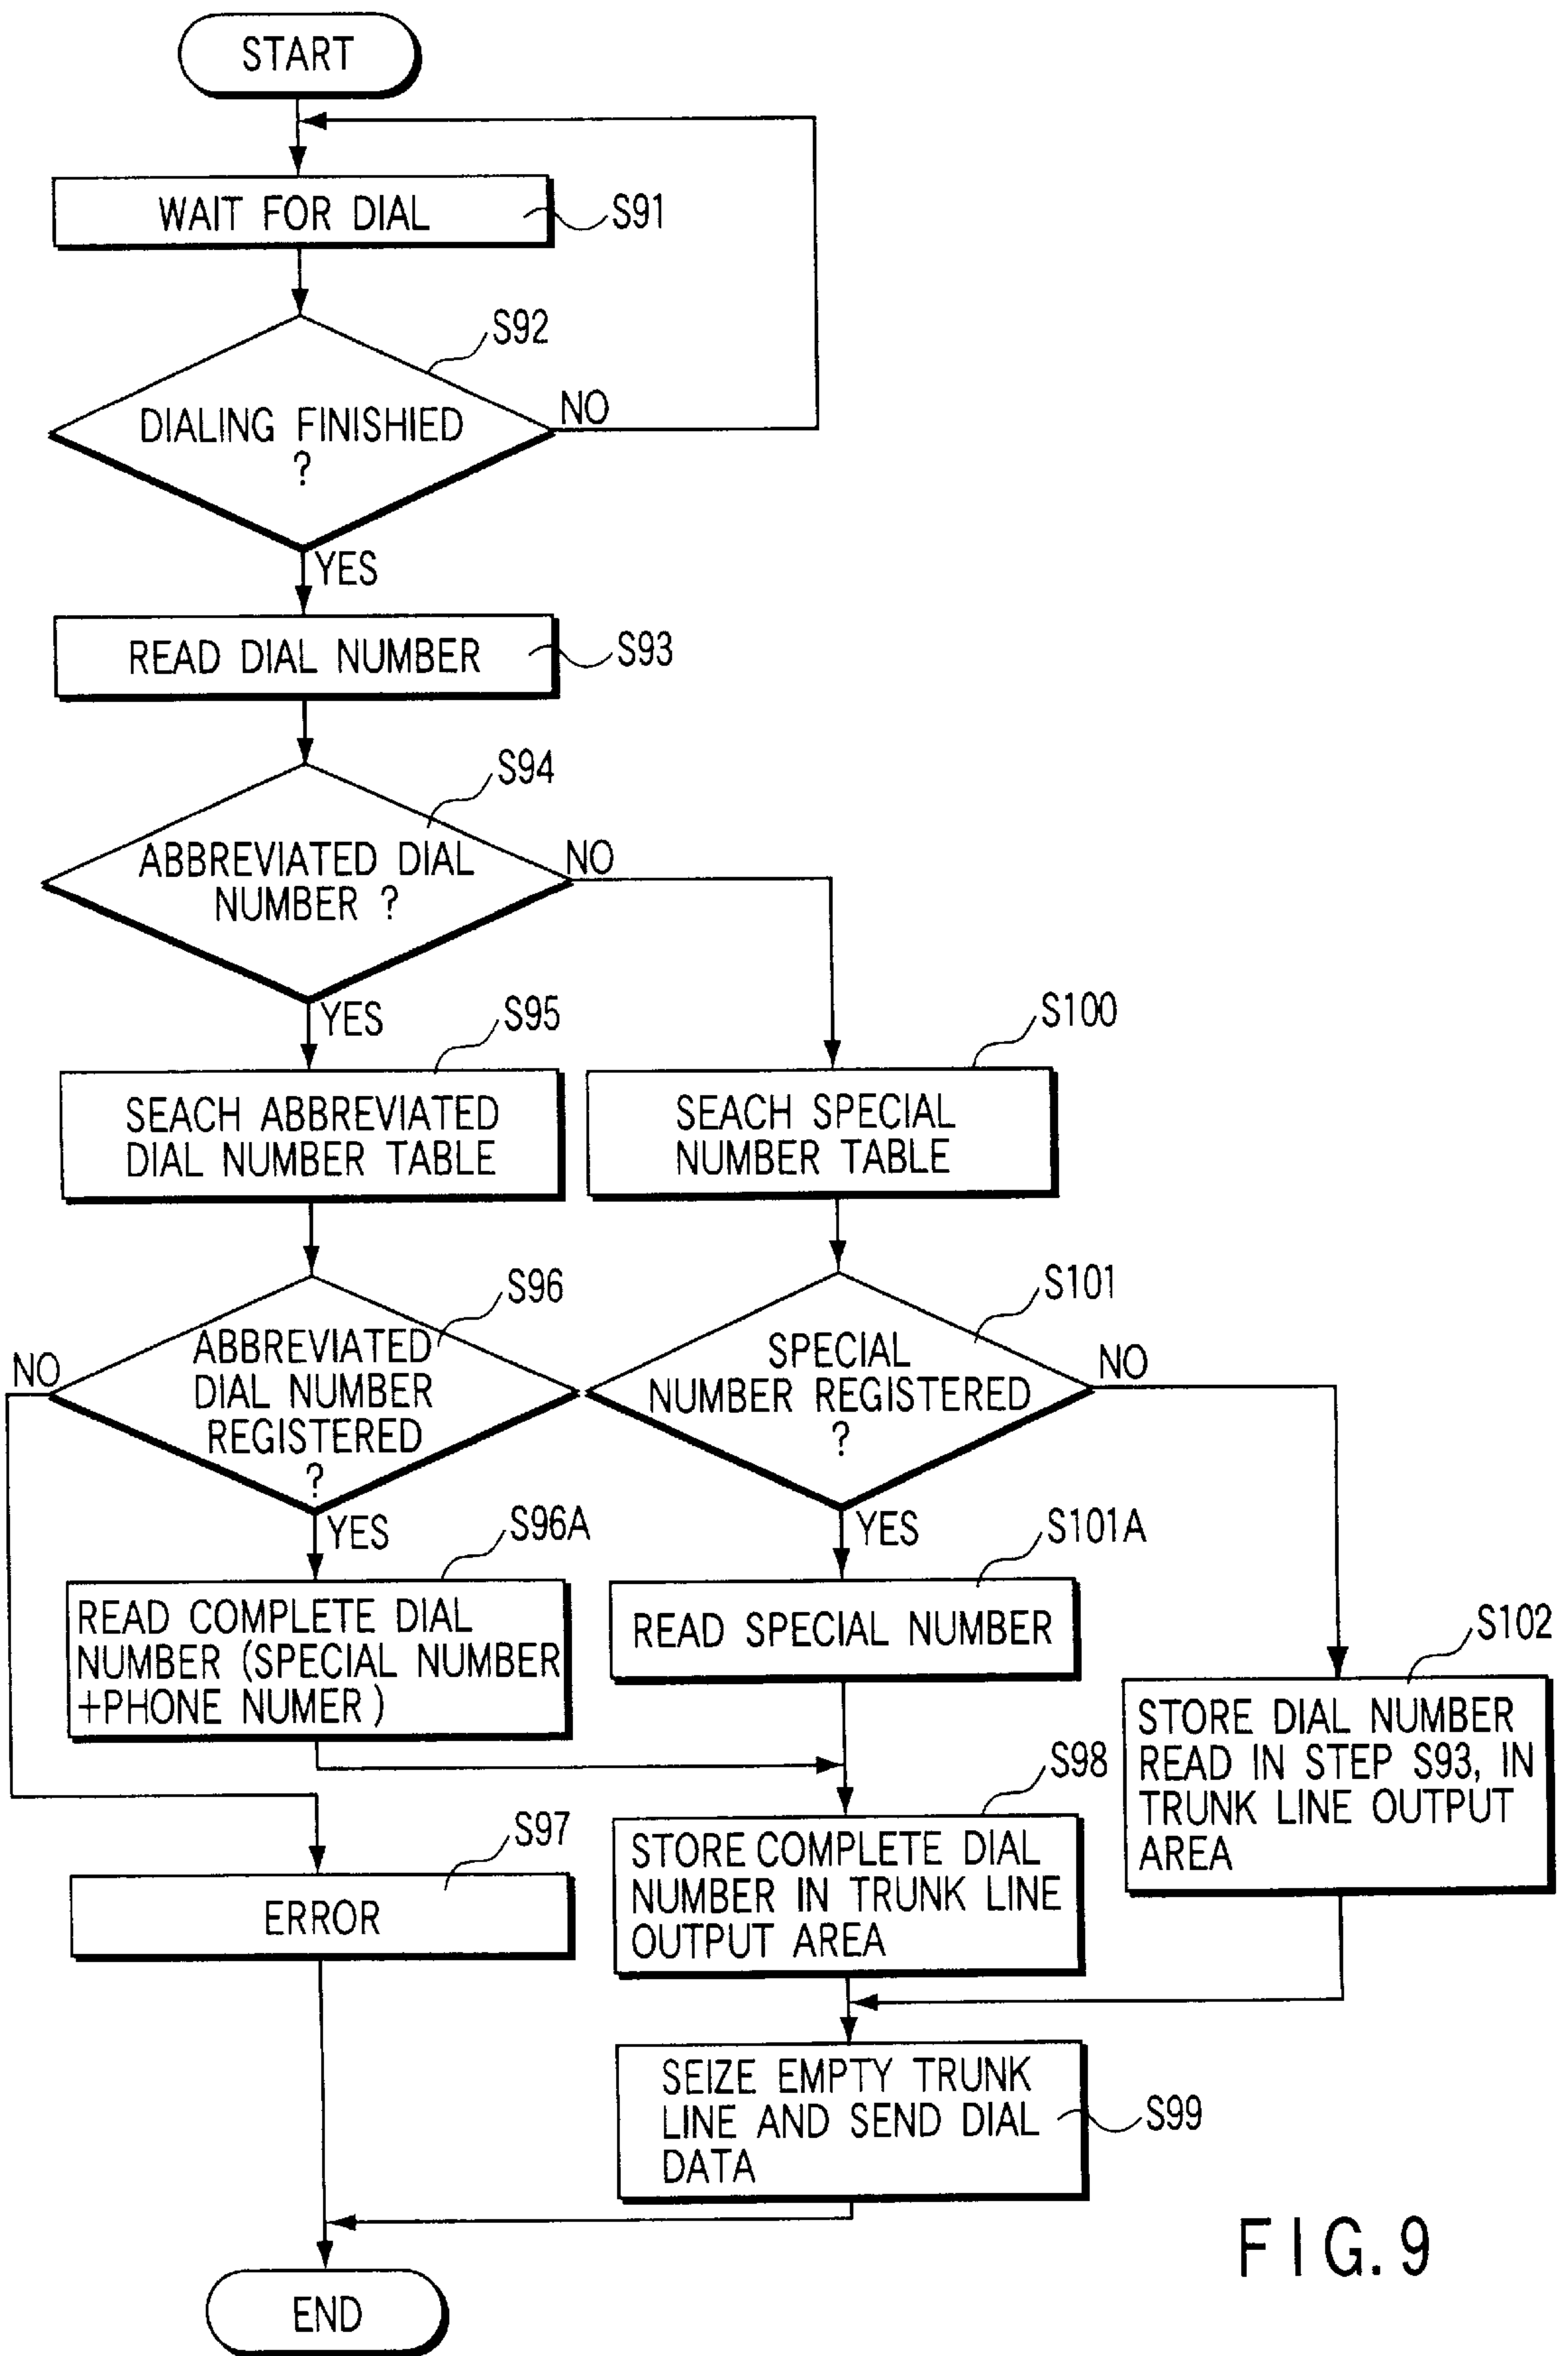 START
WAIT FOR DIAL
S91
S92
DIALING FINISHIED
?
NO
YES
READ DIAL NUMBER
S93
S94
ABBREVIATED DIAL
NUMBER ?
NO
YES
S95
SEACH ABBREVIATED
DIAL NUMBER TABLE
S100
SEACH SPECIAL
NUMBER TABLE
S96
ABBREVIATED
DIAL NUMBER
REGISTERED
?
NO
YES
S101
SPECIAL
NUMBER REGISTERED
?
NO
YES
S96A
READ COMPLETE DIAL
NUMBER (SPECIAL NUMBER
+PHONE NUMER)
S101A
READ SPECIAL NUMBER
S102
STORE DIAL NUMBER
READ IN STEP S93, IN
TRUNK LINE OUTPUT
AREA
S97
ERROR
S98
STORE COMPLETE DIAL
NUMBER IN TRUNK LINE
OUTPUT AREA
SEIZE EMPTY TRUNK
LINE AND SEND DIAL
DATA
S99
END
FIG. 9